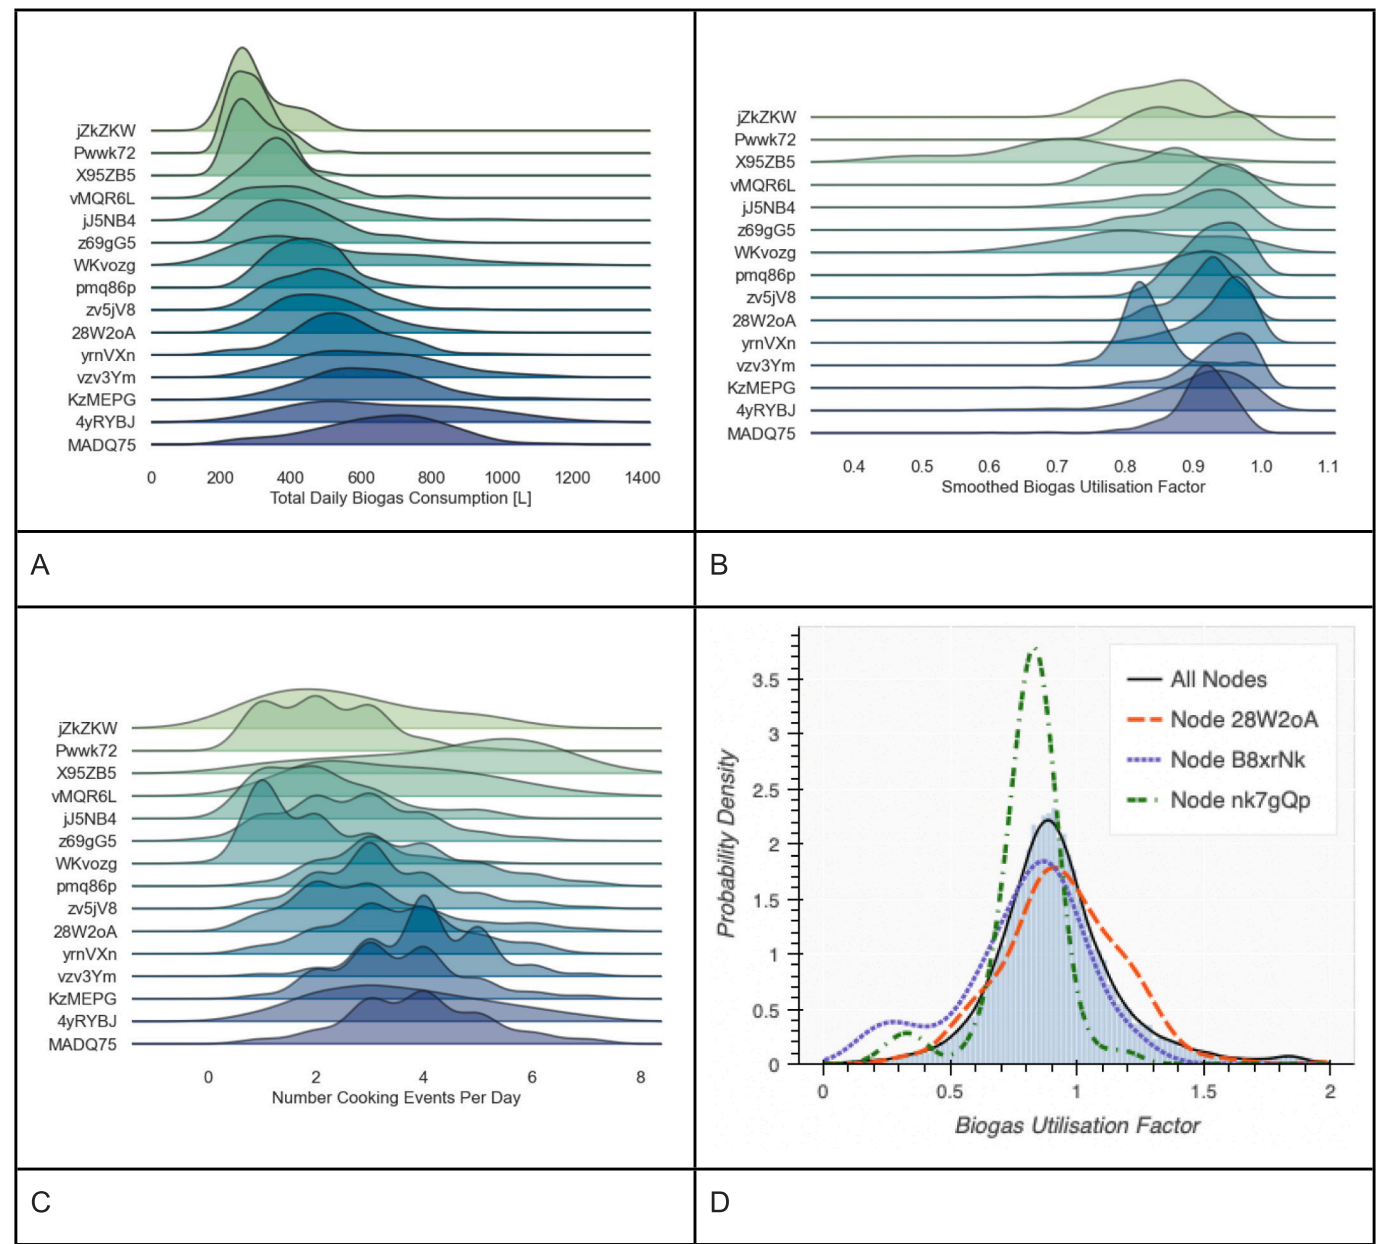 jZkZKW
Pwwk72
X95ZB5
vMQR6L
jJ5NB4
z69gG5
WKvozg
pmq86p
zv5jV8
28W2oA
yrnVXn
vzv3Ym
KzMEPG
4yRYBJ
MADQ75
0 200 400 600 800 1000 1200 1400
Total Daily Biogas Consumption [L]
jZkZKW
Pwwk72
X95ZB5
vMQR6L
jJ5NB4
z69gG5
WKvozg
pmq86p
zv5jV8
28W2oA
yrnVXn
vzv3Ym
KzMEPG
4yRYBJ
MADQ75
0.4 0.5 0.6 0.7 0.8 0.9 1.0 1.1
Smoothed Biogas Utilisation Factor
A
B
jZkZKW
Pwwk72
X95ZB5
vMQR6L
jJ5NB4
z69gG5
WKvozg
pmq86p
zv5jV8
28W2oA
yrnVXn
vzv3Ym
KzMEPG
4yRYBJ
MADQ75
0 2 4 6 8
Number Cooking Events Per Day
Probability Density
3.5
3
2.5
2
1.5
1
0.5
0
All Nodes
Node 28W2oA
Node B8xrNk
Node nk7gQp
0 0.5 1 1.5 2
Biogas Utilisation Factor
C
D